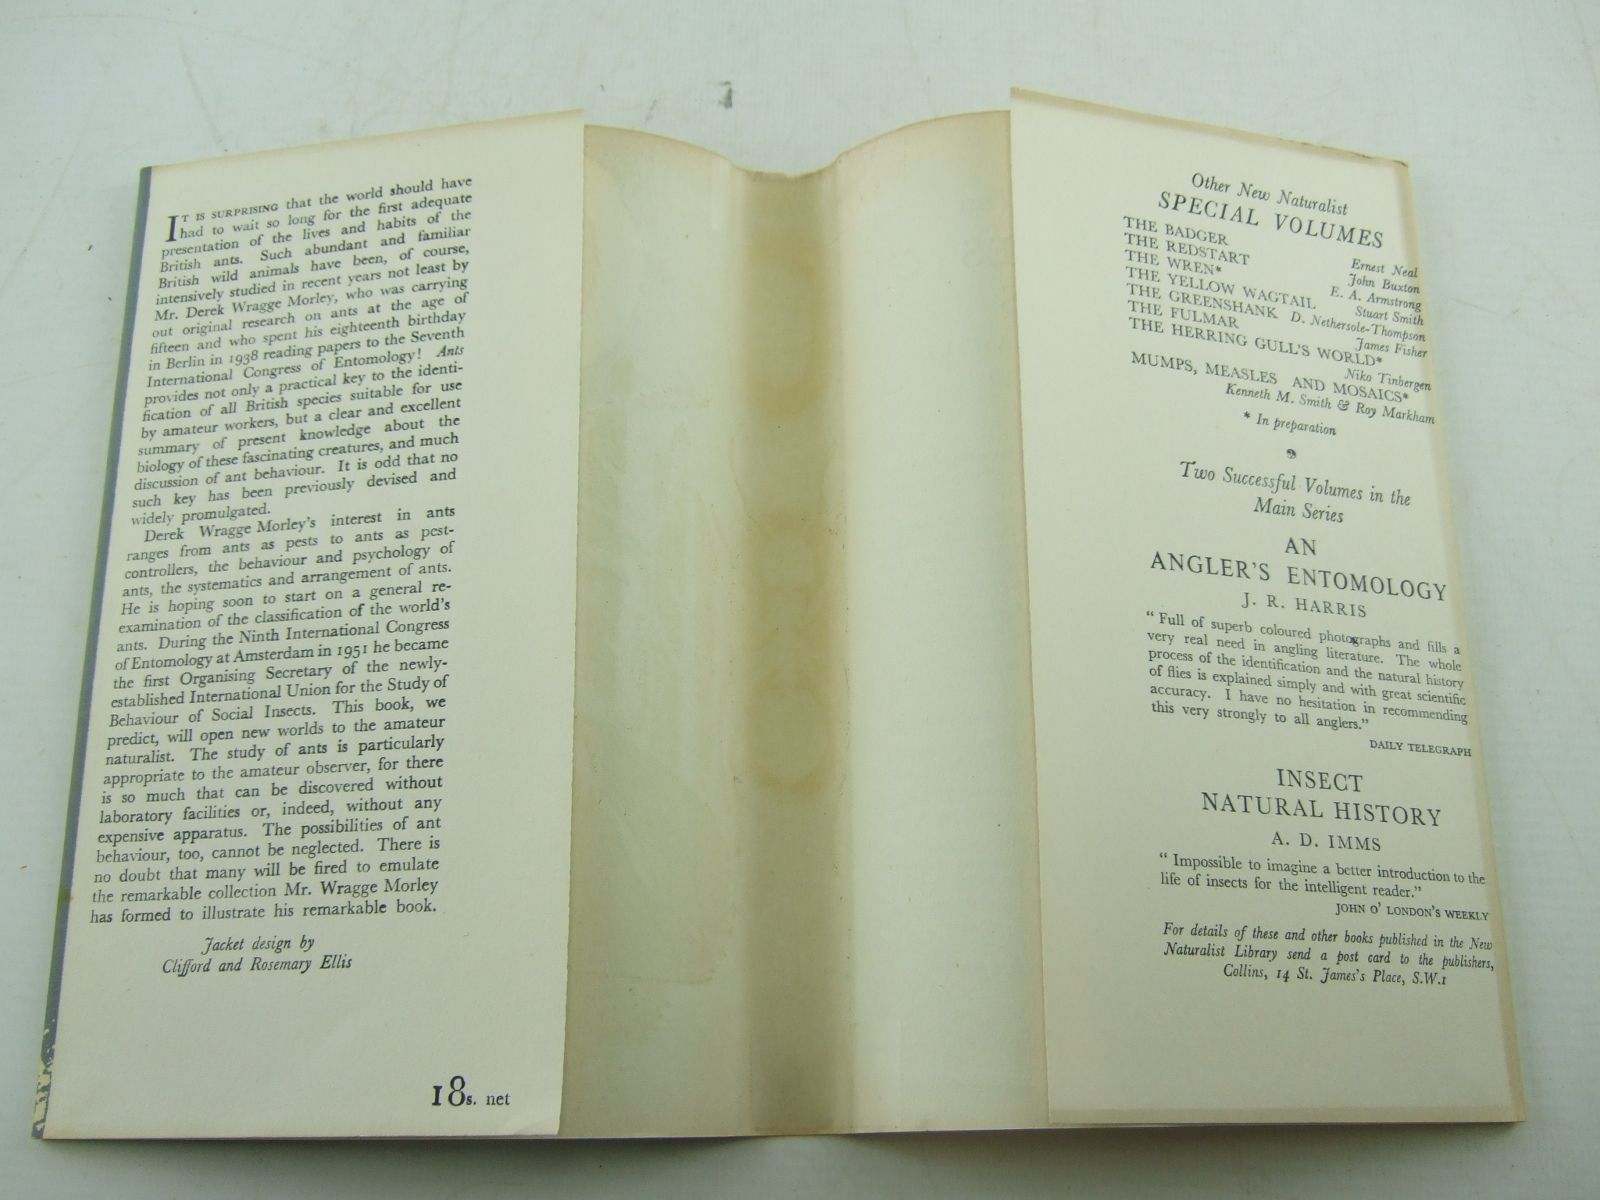 IT IS SURPRISING that the world should have
had to wait so long for the first adequate
presentation of the lives and habits of the
British ants. Such abundant and familiar
British wild animals have been, of course,
intensively studied in recent years not least by
Mr. Derek Wragge Morley, who was carrying
out original research on ants at the age of
fifteen and who spent his eighteenth birthday
in Berlin in 1938 reading papers to the Seventh
International Congress of Entomology! Ants
provides not only a practical key to the identi-
fication of all British species suitable for use
by amateur workers, but a clear and excellent
summary of present knowledge about the
biology of these fascinating creatures, and much
discussion of ant behaviour. It is odd that no
such key has been previously devised and
widely promulgated.
Derek Wragge Morley's interest in ants
ranges from ants as pests to ants as pest-
controllers, the behaviour and psychology of
ants, the systematics and arrangement of ants.
He is hoping soon to start on a general re-
examination of the classification of the world's
ants. During the Ninth International Congress
of Entomology at Amsterdam in 1951 he became
the first Organising Secretary of the newly-
established International Union for the Study of
Behaviour of Social Insects. This book, we
predict, will open new worlds to the amateur
naturalist. The study of ants is particularly
appropriate to the amateur observer, for there
is so much that can be discovered without
laboratory facilities or, indeed, without any
expensive apparatus. The possibilities of ant
behaviour, too, cannot be neglected. There is
no doubt that many will be fired to emulate
the remarkable collection Mr. Wragge Morley
has formed to illustrate his remarkable book.
Jacket design by
Clifford and Rosemary Ellis
18s. net
Other New Naturalist
SPECIAL VOLUMES
THE BADGER Ernest Neal
THE REDSTART John Buxton
THE WREN* E. A. Armstrong
THE YELLOW WAGTAIL Stuart Smith
THE GREENSHANK D. Nethersole-Thompson
THE FULMAR James Fisher
THE HERRING GULL'S WORLD*
Niko Tinbergen
MUMPS, MEASLES AND MOSAICS*
Kenneth M. Smith & Roy Markham
* In preparation
Two Successful Volumes in the
Main Series
AN
ANGLER'S ENTOMOLOGY
J. R. HARRIS
"Full of superb coloured photographs and fills a
very real need in angling literature. The whole
process of the identification and the natural history
of flies is explained simply and with great scientific
accuracy. I have no hesitation in recommending
this very strongly to all anglers."
DAILY TELEGRAPH
INSECT
NATURAL HISTORY
A. D. IMMS
"Impossible to imagine a better introduction to the
life of insects for the intelligent reader."
JOHN O' LONDON'S WEEKLY
For details of these and other books published in the New
Naturalist Library send a post card to the publishers,
Collins, 14 St. James's Place, S.W.1